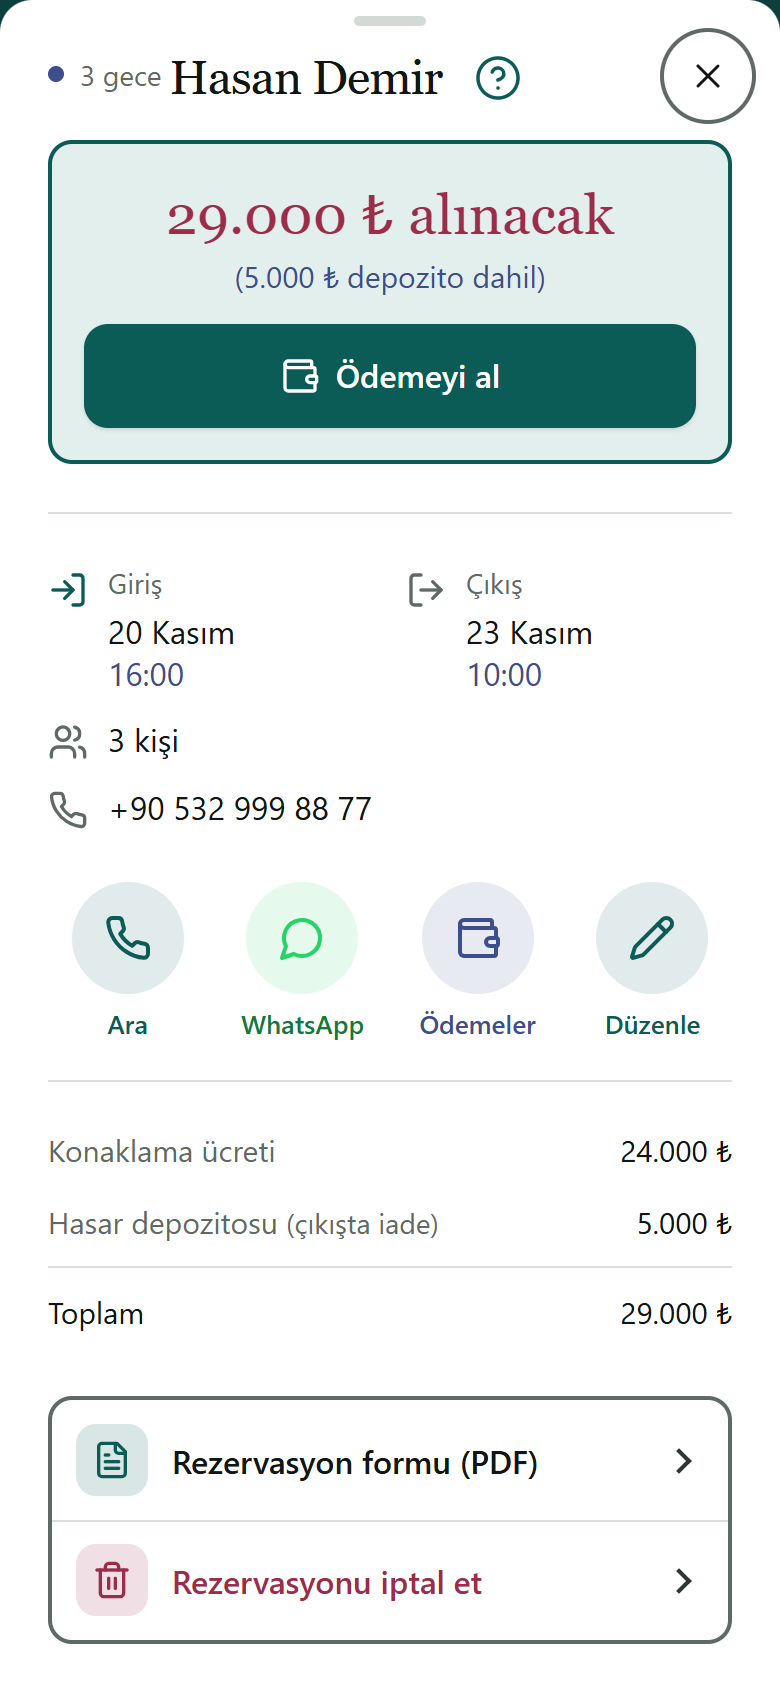 3 gece Hasan Demir
29.000 ₺ alınacak
(5.000 ₺ depozito dahil)
Ödemeyi al
Giriş
20 Kasım
16:00
Çıkış
23 Kasım
10:00
3 kişi
+90 532 999 88 77
Ara
WhatsApp
Ödemeler
Düzenle
Konaklama ücreti 24.000 ₺
Hasar depozitosu (çıkışta iade) 5.000 ₺
Toplam 29.000 ₺
Rezervasyon formu (PDF)
Rezervasyonu iptal et